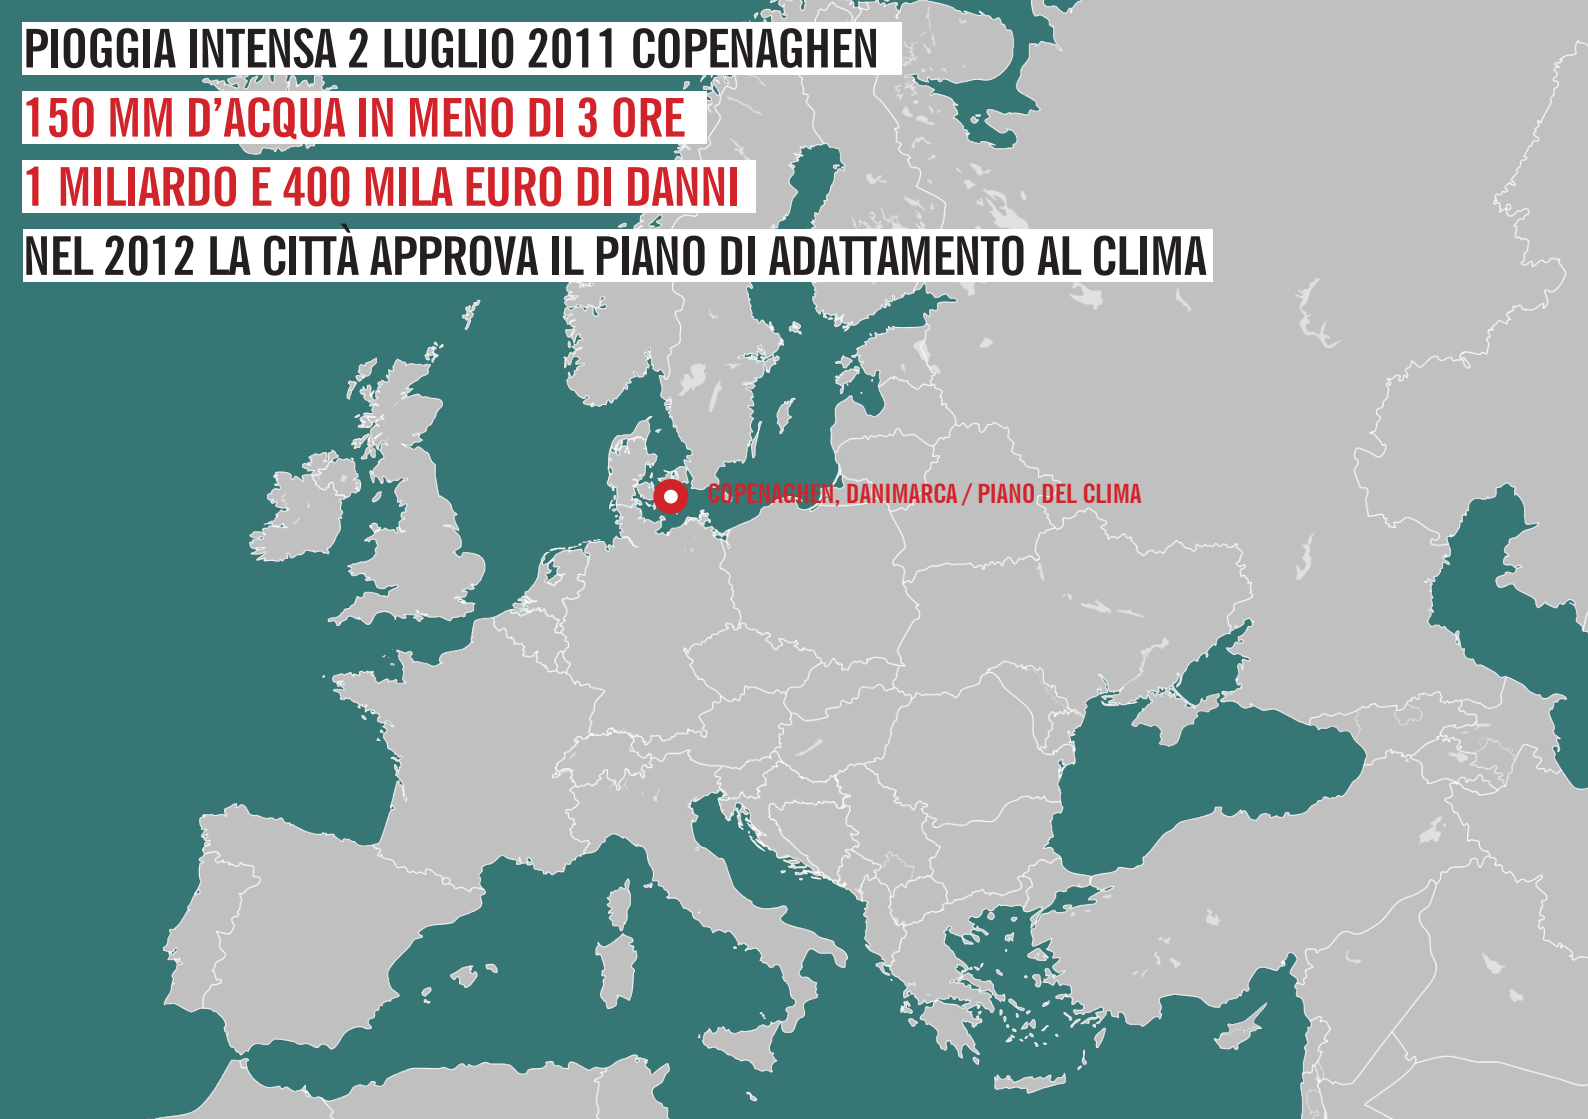 PIOGGIA INTENSA 2 LUGLIO 2011 COPENAGHEN
150 MM D’ACQUA IN MENO DI 3 ORE
1 MILIARDO E 400 MILA EURO DI DANNI
NEL 2012 LA CITTÀ APPROVA IL PIANO DI ADATTAMENTO AL CLIMA
COPENAGHEN, DANIMARCA / PIANO DEL CLIMA